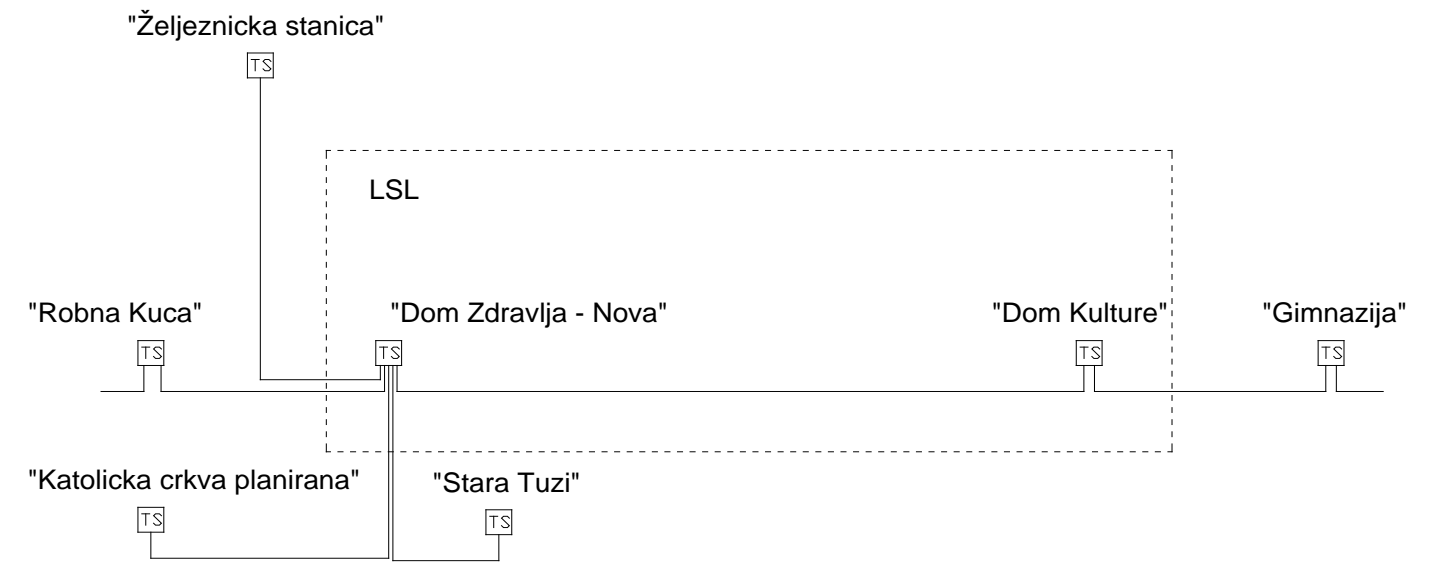 "Željeznicka stanica"
TS
LSL
"Robna Kuca"
"Dom Zdravlja - Nova"
"Dom Kulture"
"Gimnazija"
TS
TS
TS
TS
"Katolicka crkva planirana"
"Stara Tuzi"
TS
TS